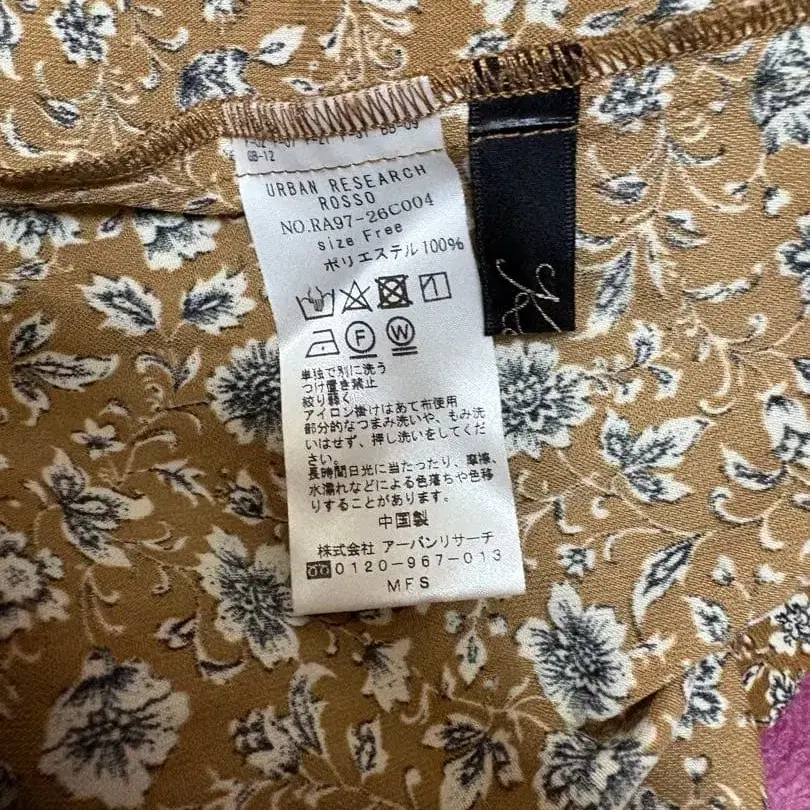 GB-12
URBAN RESEARCH
ROSSO
NO.RA97-26C004
size Free
ポリエステル100%
F W
単独で別に洗う
つけ置き禁止
絞り弱く
アイロン掛けはあて布使用
部分的なつまみ洗いや、もみ洗
いはせず、押し洗いをしてくだ
さい。
長時間日光に当たったり、摩擦、
水濡れなどによる色落ちや色移
りすることがあります。
中国製
株式会社 アーバンリサーチ
0120-967-013
MFS